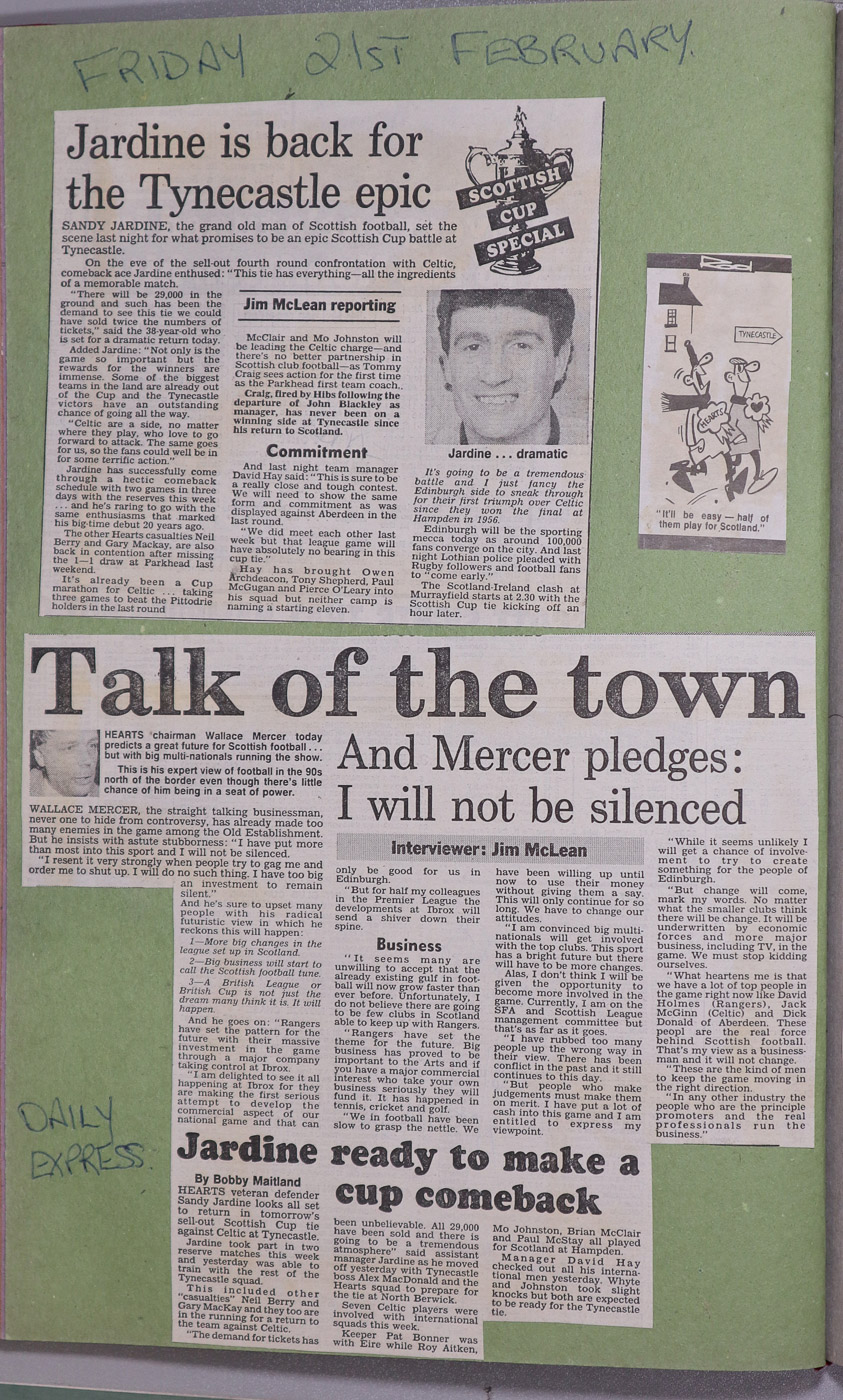 FRIDAY 21ST FEBRUARY.
Jardine is back for
the Tynecastle epic
SCOTTISH
CUP
SPECIAL
SANDY JARDINE, the grand old man of Scottish football, set the
scene last night for what promises to be an epic Scottish Cup battle at
Tynecastle.
On the eve of the sell-out fourth round confrontation with Celtic,
comeback ace Jardine enthused: "This tie has everything—all the ingredients
of a memorable match.
"There will be 29,000 in the
ground and such has been the
demand to see this tie we could
have sold twice the numbers of
tickets," said the 38-year-old who
is set for a dramatic return today.
Added Jardine: "Not only is the
game so important but the
rewards for the winners are
immense. Some of the biggest
teams in the land are already out
of the Cup and the Tynecastle
victors have an outstanding
chance of going all the way.
"Celtic are a side, no matter
where they play, who love to go
forward to attack. The same goes
for us, so the fans could well be in
for some terrific action."
Jardine has successfully come
through a hectic comeback
schedule with two games in three
days with the reserves this week
... and he's raring to go with the
same enthusiasms that marked
his big-time debut 20 years ago.
The other Hearts casualties Neil
Berry and Gary Mackay, are also
back in contention after missing
the 1—1 draw at Parkhead last
weekend.
It's already been a Cup
marathon for Celtic ... taking
three games to beat the Pittodrie
holders in the last round
Jim McLean reporting
McClair and Mo Johnston will
be leading the Celtic charge—and
there's no better partnership in
Scottish club football—as Tommy
Craig sees action for the first time
as the Parkhead first team coach..
Craig, fired by Hibs following the
departure of John Blackley as
manager, has never been on a
winning side at Tynecastle since
his return to Scotland.
Commitment
And last night team manager
David Hay said: "This is sure to be
a really close and tough contest.
We will need to show the same
form and commitment as was
displayed against Aberdeen in the
last round.
"We did meet each other last
week but that league game will
have absolutely no bearing in this
cup tie."
Hay has brought Owen
Archdeacon, Tony Shepherd, Paul
McGugan and Pierce O'Leary into
his squad but neither camp is
naming a starting eleven.
Jardine ... dramatic
It's going to be a tremendous
battle and I just fancy the
Edinburgh side to sneak through
for their first triumph over Celtic
since they won the final at
Hampden in 1956.
Edinburgh will be the sporting
mecca today as around 100,000
fans converge on the city. And last
night Lothian police pleaded with
Rugby followers and football fans
to "come early."
The Scotland-Ireland clash at
Murrayfield starts at 2.30 with the
Scottish Cup tie kicking off an
hour later.
TYNECASTLE
HEARTS
"It'll be easy — half of
them play for Scotland."
Talk of the town
HEARTS chairman Wallace Mercer today
predicts a great future for Scottish football ...
but with big multi-nationals running the show.
This is his expert view of football in the 90s
north of the border even though there's little
chance of him being in a seat of power.
And Mercer pledges:
I will not be silenced
Interviewer: Jim McLean
WALLACE MERCER, the straight talking businessman,
never one to hide from controversy, has already made too
many enemies in the game among the Old Establishment.
But he insists with astute stubborness: "I have put more
than most into this sport and I will not be silenced.
"I resent it very strongly when people try to gag me and
order me to shut up. I will do no such thing. I have too big
an investment to remain
silent."
And he's sure to upset many
people with his radical
futuristic view in which he
reckons this will happen:
1—More big changes in the
league set up in Scotland.
2—Big business will start to
call the Scottish football tune.
3—A British League or
British Cup is not just the
dream many think it is. It will
happen.
And he goes on: "Rangers
have set the pattern for the
future with their massive
investment in the game
through a major company
taking control at Ibrox.
"I am delighted to see it all
happening at Ibrox for they
are making the first serious
attempt to develop the
commercial aspect of our
national game and that can
only be good for us in
Edinburgh.
"But for half my colleagues
in the Premier League the
developments at Ibrox will
send a shiver down their
spine.
Business
"It seems many are
unwilling to accept that the
already existing gulf in foot-
ball will now grow faster than
ever before. Unfortunately, I
do not believe there are going
to be few clubs in Scotland
able to keep up with Rangers.
"Rangers have set the
theme for the future. Big
business has proved to be
important to the Arts and if
you have a major commercial
interest who take your own
business seriously they will
fund it. It has happened in
tennis, cricket and golf.
"We in football have been
slow to grasp the nettle. We
have been willing up until
now to use their money
without giving them a say.
This will only continue for so
long. We have to change our
attitudes.
"I am convinced big multi-
nationals will get involved
with the top clubs. This sport
has a bright future but there
will have to be more changes.
Alas, I don't think I will be
given the opportunity to
become more involved in the
game. Currently, I am on the
SFA and Scottish League
management committee but
that's as far as it goes.
"I have rubbed too many
people up the wrong way in
their view. There has been
conflict in the past and it still
continues to this day.
"But people who make
judgements must make them
on merit. I have put a lot of
cash into this game and I am
entitled to express my
viewpoint.
"While it seems unlikely I
will get a chance of involve-
ment to try to create
something for the people of
Edinburgh.
"But change will come,
mark my words. No matter
what the smaller clubs think
there will be change. It will be
underwritten by economic
forces and more major
business, including TV, in the
game. We must stop kidding
ourselves.
"What heartens me is that
we have a lot of top people in
the game right now like David
Holmes (Rangers), Jack
McGinn (Celtic) and Dick
Donald of Aberdeen. These
peopl are the real force
behind Scottish football.
That's my view as a business-
man and it will not change.
"These are the kind of men
to keep the game moving in
the right direction.
"In any other industry the
people who are the principle
promoters and the real
professionals run the
business."
DAILY
EXPRESS.
Jardine ready to make a
cup comeback
By Bobby Maitland
HEARTS veteran defender
Sandy Jardine looks all set
to return in tomorrow's
sell-out Scottish Cup tie
against Celtic at Tynecastle.
Jardine took part in two
reserve matches this week
and yesterday was able to
train with the rest of the
Tynecastle squad.
This included other
"casualties" Neil Berry and
Gary MacKay and they too are
in the running for a return to
the team against Celtic.
"The demand for tickets has
been unbelievable. All 29,000
have been sold and there is
going to be a tremendous
atmosphere" said assistant
manager Jardine as he moved
off yesterday with Tynecastle
boss Alex MacDonald and the
Hearts squad to prepare for
the tie at North Berwick.
Seven Celtic players were
involved with international
squads this week.
Keeper Pat Bonner was
with Eire while Roy Aitken,
Mo Johnston, Brian McClair
and Paul McStay all played
for Scotland at Hampden.
Manager David Hay
checked out all his interna-
tional men yesterday. Whyte
and Johnston took slight
knocks but both are expected
to be ready for the Tynecastle
tie.